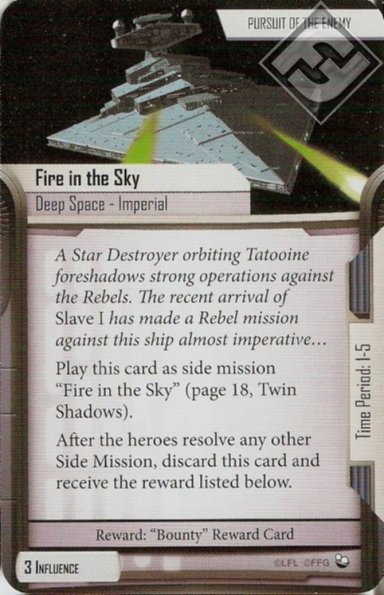 PURSUIT OF THE ENEMY
Fire in the Sky
Deep Space - Imperial
A Star Destroyer orbiting Tatooine
foreshadows strong operations against
the Rebels. The recent arrival of
Slave I has made a Rebel mission
against this ship almost imperative…
Play this card as side mission
“Fire in the Sky” (page 18, Twin
Shadows).
After the heroes resolve any other
Side Mission, discard this card and
receive the reward listed below.
Time Period: 1-5
Reward: “Bounty” Reward Card
3 INFLUENCE
©LFL ©FFG